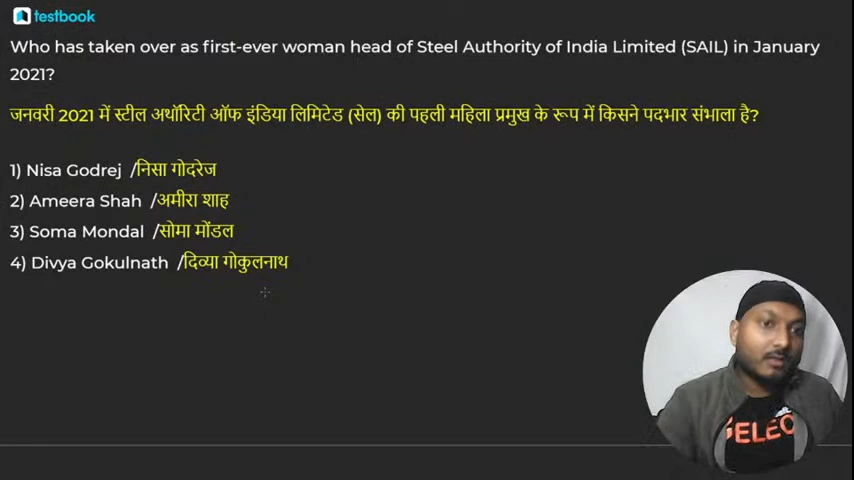 testbook
Who has taken over as first-ever woman head of Steel Authority of India Limited (SAIL) in January
2021?
जनवरी 2021 में स्टील अथॉरिटी ऑफ इंडिया लिमिटेड (सेल) की पहली महिला प्रमुख के रूप में किसने पदभार संभाला है?
1) Nisa Godrej /निसा गोदरेज
2) Ameera Shah /अमीरा शाह
3) Soma Mondal /सोमा मोंडल
4) Divya Gokulnath /दिव्या गोकुलनाथ